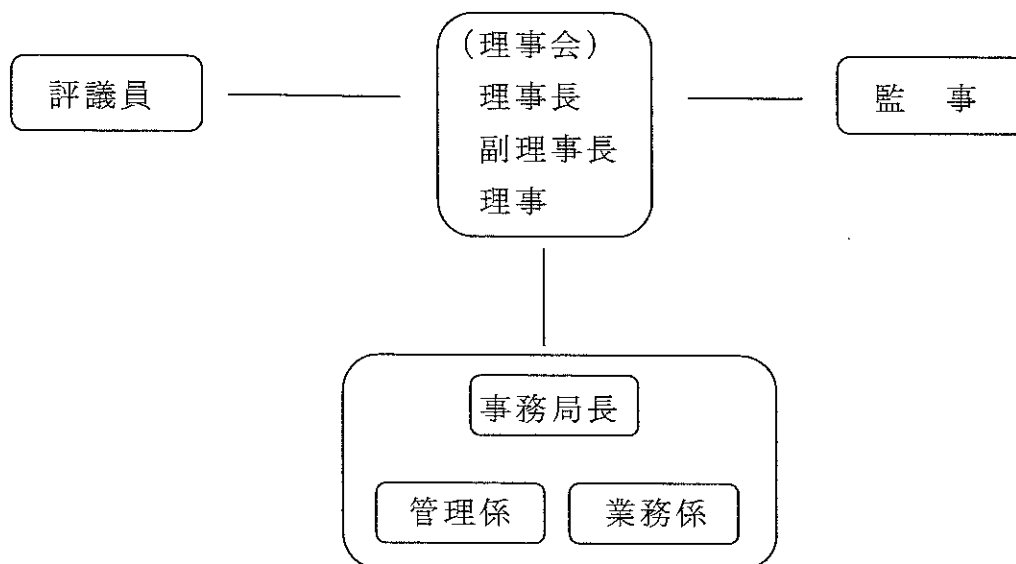 (理事会)
評議員
理事長
監　事
副理事長
理事
事務局長
管理係
業務係